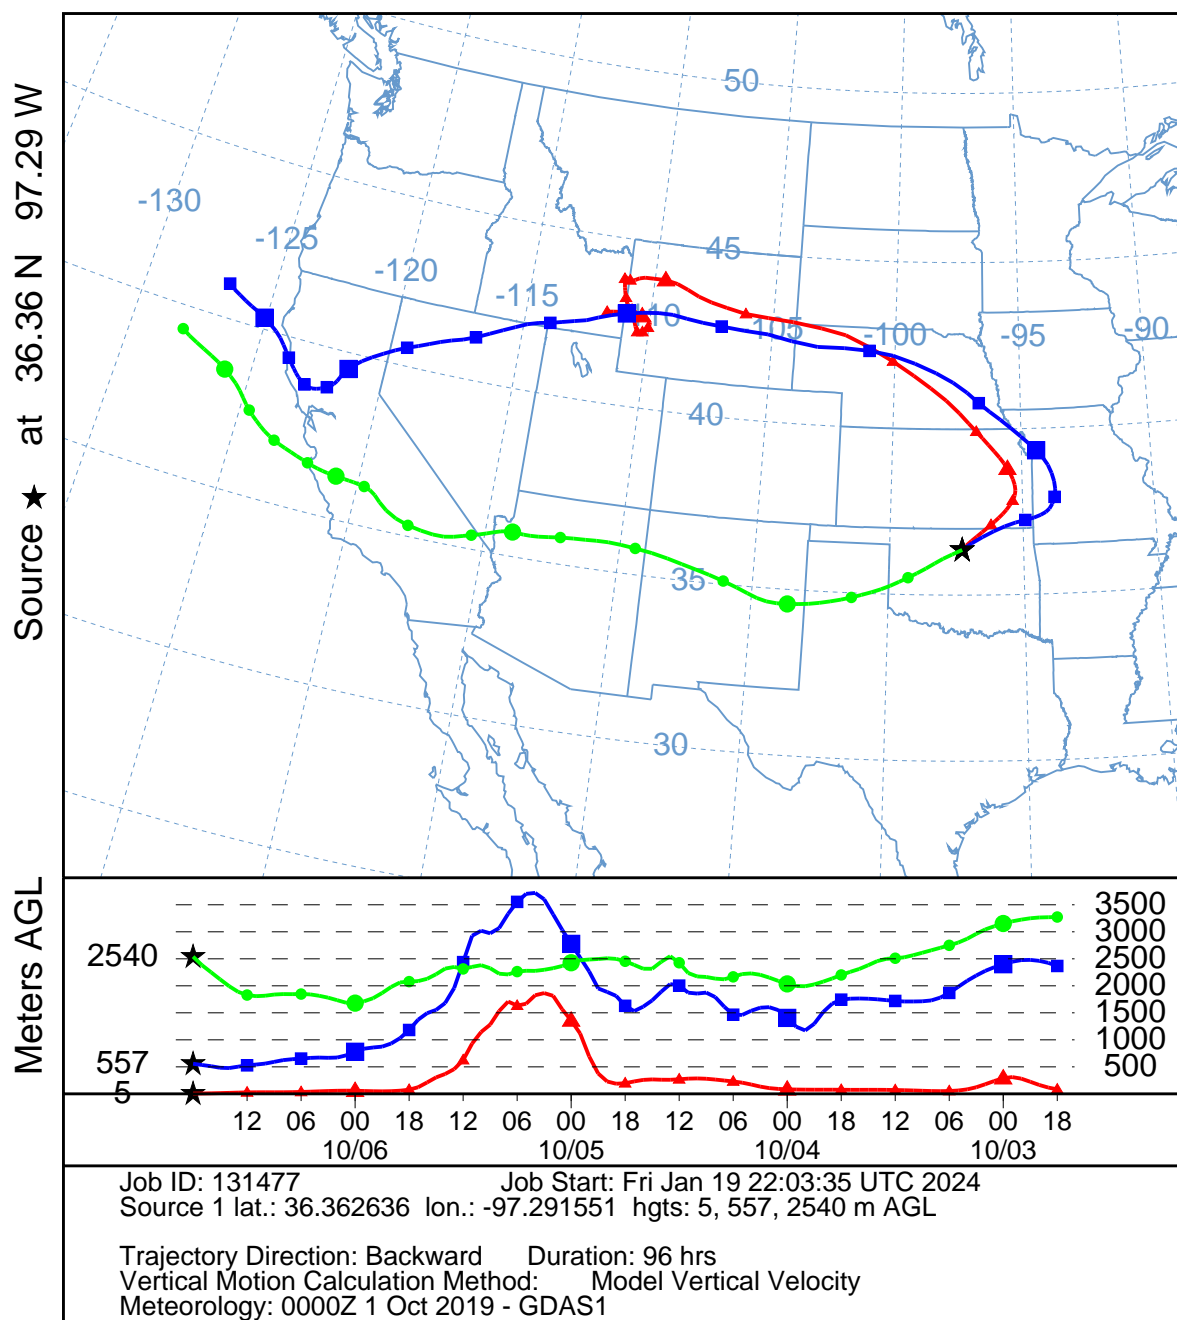 Source ★ at 36.36 N 97.29 W
50
-130
-125
45
-120
-115
110
105
-100
-95
-90
40
35
30
Meters AGL
3500
3000
2540
2500
2000
1500
1000
557
500
5
12 06 00 18 12 06 00 18 12 06 00 18 12 06 00 18
10/06 10/05 10/04 10/03
Job ID: 131477 Job Start: Fri Jan 19 22:03:35 UTC 2024
Source 1 lat.: 36.362636 lon.: -97.291551 hgts: 5, 557, 2540 m AGL
Trajectory Direction: Backward Duration: 96 hrs
Vertical Motion Calculation Method: Model Vertical Velocity
Meteorology: 0000Z 1 Oct 2019 - GDAS1